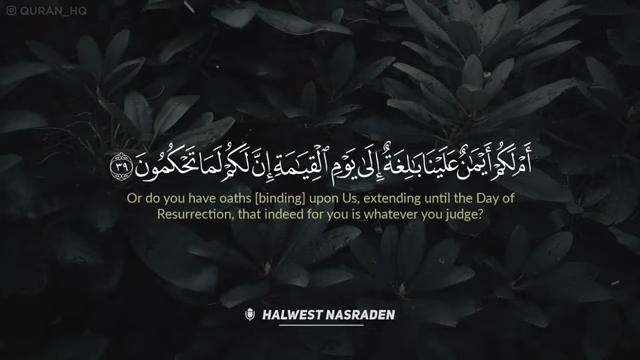 QURAN_HQ
أَمْ لَكُمْ أَيْمَٰنٌ عَلَيْنَا بَٰلِغَةٌ إِلَىٰ يَوْمِ ٱلْقِيَٰمَةِ إِنَّ لَكُمْ لَمَا تَحْكُمُونَ ٣٩
Or do you have oaths [binding] upon Us, extending until the Day of
Resurrection, that indeed for you is whatever you judge?
HALWEST NASRADEN